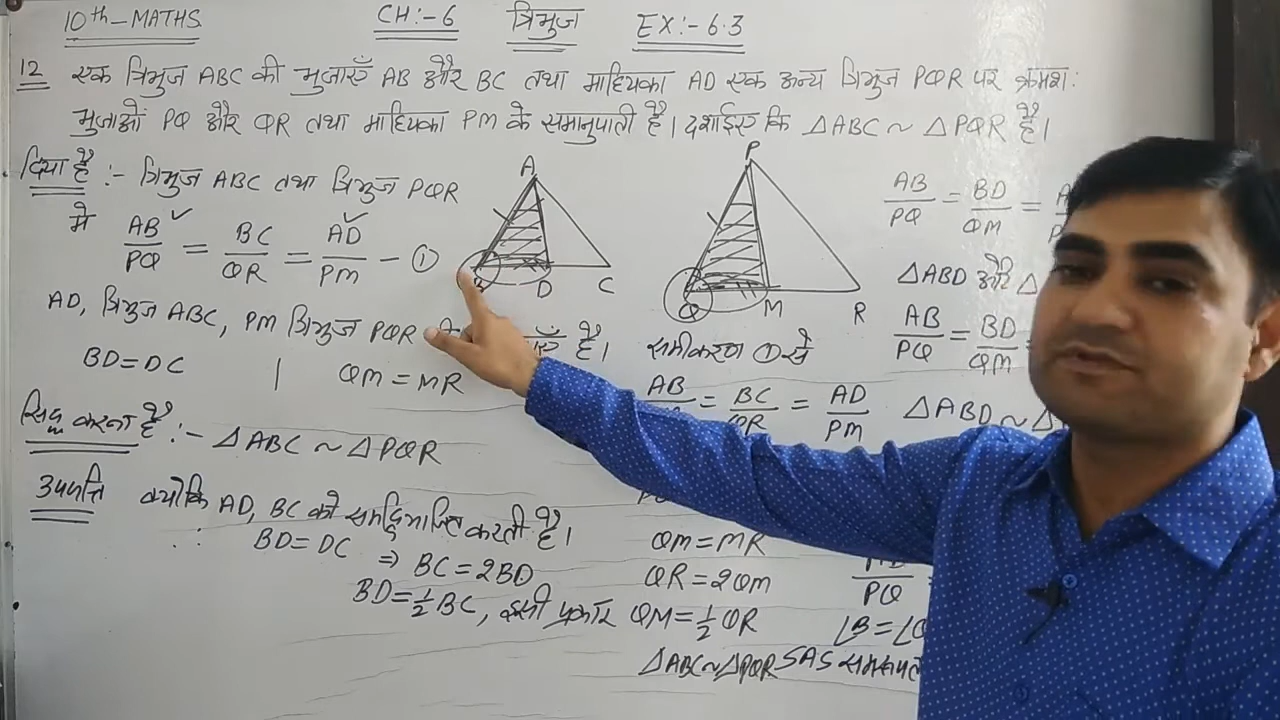 10th-MATHS CH:-6 त्रिभुज EX:-6.3
12 एक त्रिभुज ABC की भुजाएँ AB और BC तथा माध्यिका AD एक अन्य त्रिभुज PQR पर क्रमश:
भुजाओं PQ और QR तथा माध्यिका PM के समानुपाती है। दर्शाईए कि △ABC ~ △PQR है।
दिया है :- त्रिभुज ABC तथा त्रिभुज PQR
मे AB/PQ = BC/QR = AD/PM - ①
AD, त्रिभुज ABC, PM त्रिभुज PQR
है।
BD = DC | QM = MR
सिद्ध करना है :- △ABC ~ △PQR
उपपत्ति क्योंकि AD, BC को समद्विभाजित करती है।
∴ BD = DC ⇒ BC = 2BD
BD = 1/2 BC, इसी प्रकार QM = 1/2 QR
A
B D C
P
Q M R
समीकरण ① से
AB = BC/QR = AD/PM
QM = MR
QR = 2QM
△ABC ~ △PQR SAS
AB/PQ = BD/QM =
△ABD और △
AB/PQ = BD/QM =
△ABD ~ △
PQ =
∠B = ∠Q